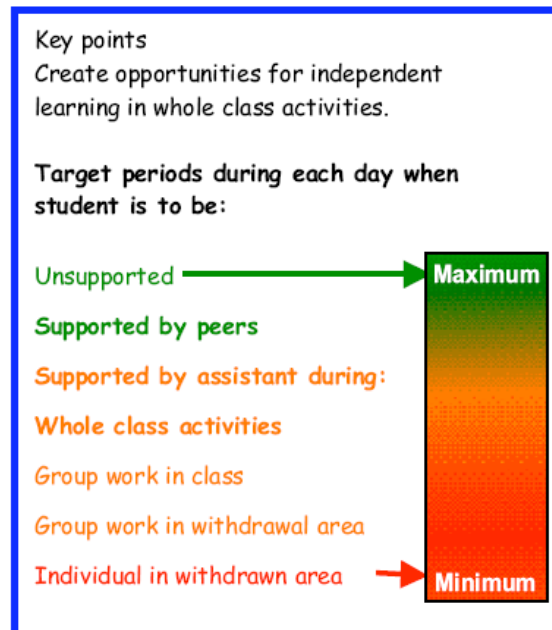 Key points
Create opportunities for independent
learning in whole class activities.
Target periods during each day when
student is to be:
Unsupported
Maximum
Supported by peers
Supported by assistant during:
Whole class activities
Group work in class
Group work in withdrawal area
Individual in withdrawn area
Minimum